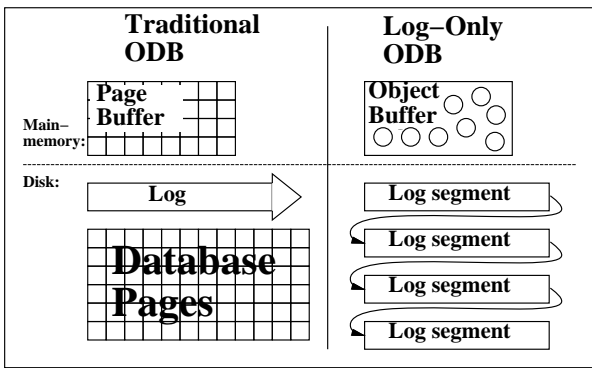 Traditional
ODB
Log−Only
ODB
Page
Buffer
Object
Buffer
Main−
memory:
Disk:
Log
Database
Pages
Log segment
Log segment
Log segment
Log segment